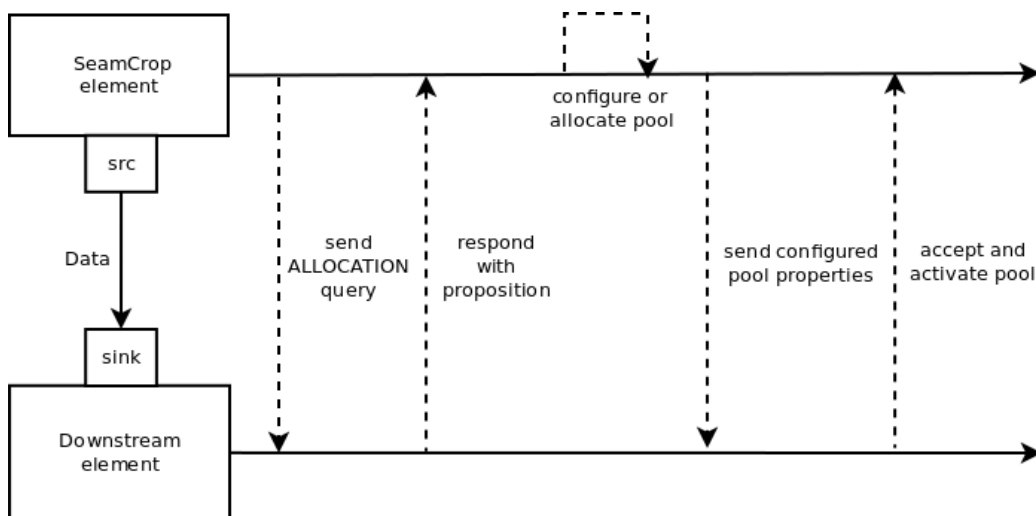 SeamCrop
element
src
Data
sink
Downstream
element
send
ALLOCATION
query
respond
with
proposition
configure or
allocate pool
send configured
pool properties
accept and
activate pool